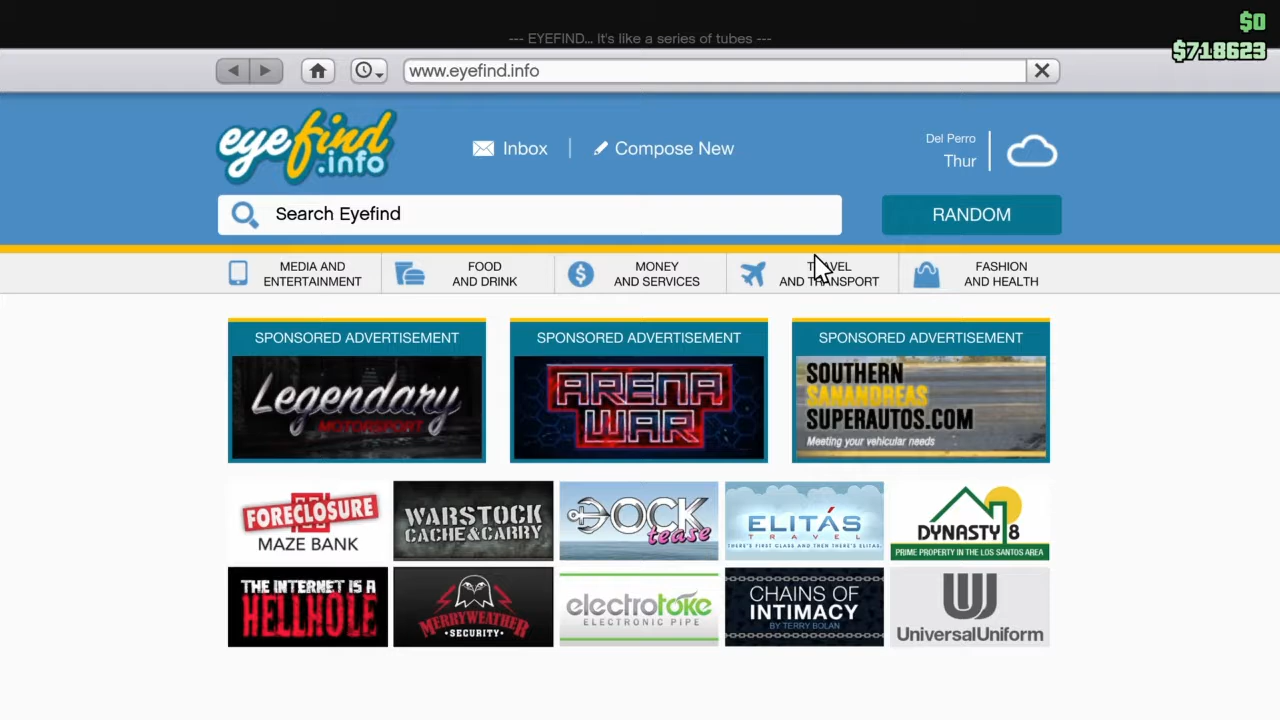 $0
--- EYEFIND... It's like a series of tubes ---
$718623
www.eyefind.info
eyefind
.info
Inbox
Compose New
Del Perro
Thur
Search Eyefind
RANDOM
MEDIA AND
ENTERTAINMENT
FOOD
AND DRINK
MONEY
AND SERVICES
TRAVEL
AND TRANSPORT
FASHION
AND HEALTH
SPONSORED ADVERTISEMENT
Legendary
MOTORSPORT
SPONSORED ADVERTISEMENT
ARENA
WAR
SPONSORED ADVERTISEMENT
SOUTHERN
SANANDREAS
SUPERAUTOS.COM
Meeting your vehicular needs
FORECLOSURE
MAZE BANK
WARSTOCK
CACHE&CARRY
DOCK
tease
ELITÁS
TRAVEL
THERE'S FIRST CLASS AND THEN THERE'S ELITAS.
DYNASTY 8
PRIME PROPERTY IN THE LOS SANTOS AREA
THE INTERNET IS A
HELLHOLE
MERRYWEATHER
SECURITY
electrotoke
ELECTRONIC PIPE
CHAINS OF
INTIMACY
BY TERRY BOLAN
U
UniversalUniform